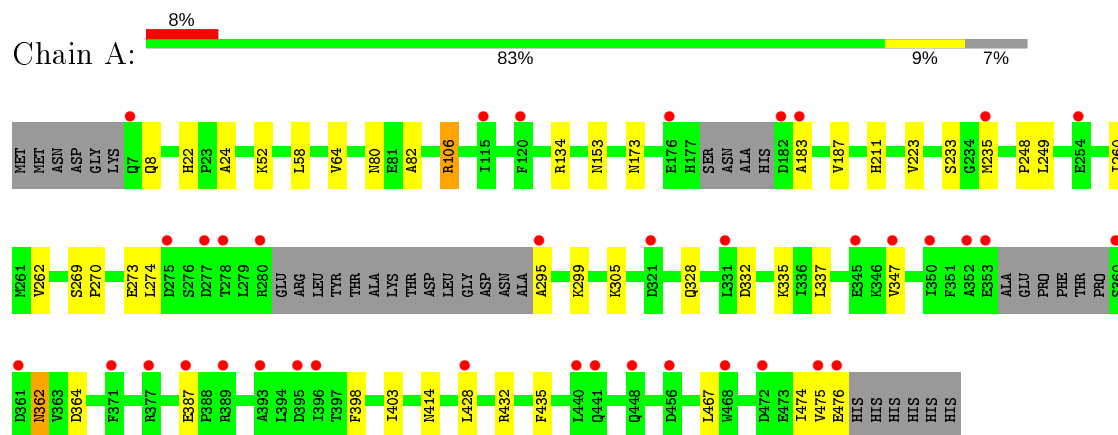 8%
Chain A:
83% 9% 7%
MET MET ASN ASP GLY LYS Q7 Q8 H22 P23 A24 K52 L58 V64 N80 E81 A82 R106 I115 F120 R134 N153 N173 E176 H177 SER ASN ALA HIS D182 A183 V187 H211 V223 S233 G234 M235 P248 L249 E254 I260
M261 V262 S269 P270 E273 L274 D275 S276 D277 T278 L279 R280 GLU ARG LEU TYR THR ALA LYS THR ASP LEU GLY ASP ASN ALA A295 K299 K305 D321 Q328 L331 D332 K335 I336 L337 E345 K346 V347 I350 F351 A352 E353 ALA GLU PRO PHE THR PRO S360
D361 N362 V363 D364 F371 R377 E387 P388 R389 A393 L394 D395 I396 T397 F398 I403 N414 L428 R432 F435 L440 Q441 Q448 D456 L467 W468 D472 E473 I474 V475 E476 HIS HIS HIS HIS HIS HIS